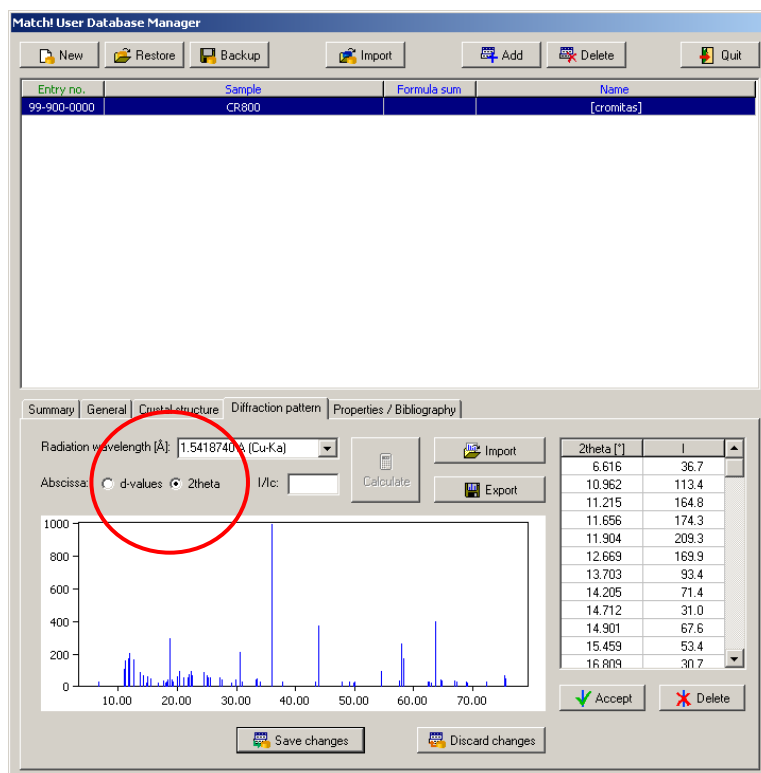 Match! User Database Manager
New Restore Backup Import Add Delete Quit
Entry no. Sample Formula sum Name
99-900-0000 CR800 [cromitas]
Summary General Crystal structure Diffraction pattern Properties / Bibliography
Radiation wavelength [Å]: 1.5418740 A (Cu-Ka)
Abscissa: d-values 2theta I/Ic:
Calculate
Import
Export
2theta [°] I
6.616 36.7
10.962 113.4
11.215 164.8
11.656 174.3
11.904 209.3
12.669 169.9
13.703 93.4
14.205 71.4
14.712 31.0
14.901 67.6
15.459 53.4
16.809 30.7
1000
800
600
400
200
0
10.00 20.00 30.00 40.00 50.00 60.00 70.00
Accept Delete
Save changes Discard changes